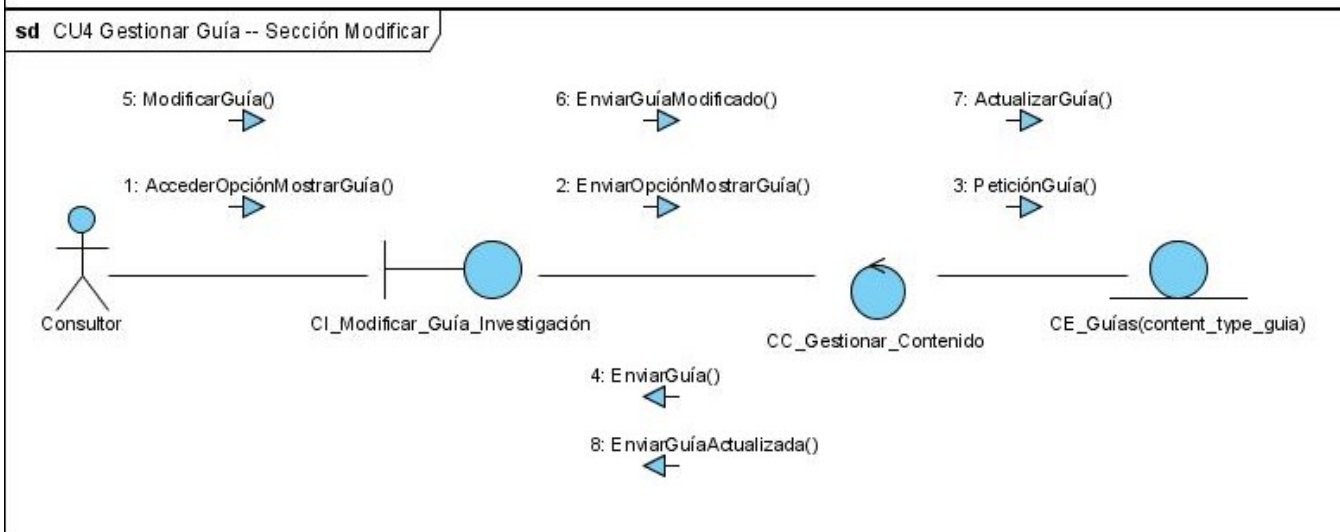 sd CU4 Gestionar Guía -- Sección Modificar
5: ModificarGuía()
6: EnviarGuíaModificado()
7: ActualizarGuía()
1: AccederOpciónMostrarGuía()
2: EnviarOpciónMostrarGuía()
3: PeticiónGuía()
Consultor
CI_Modificar_Guía_Investigación
CC_Gestionar_Contenido
CE_Guías(content_type_guia)
4: EnviarGuía()
8: EnviarGuíaActualizada()